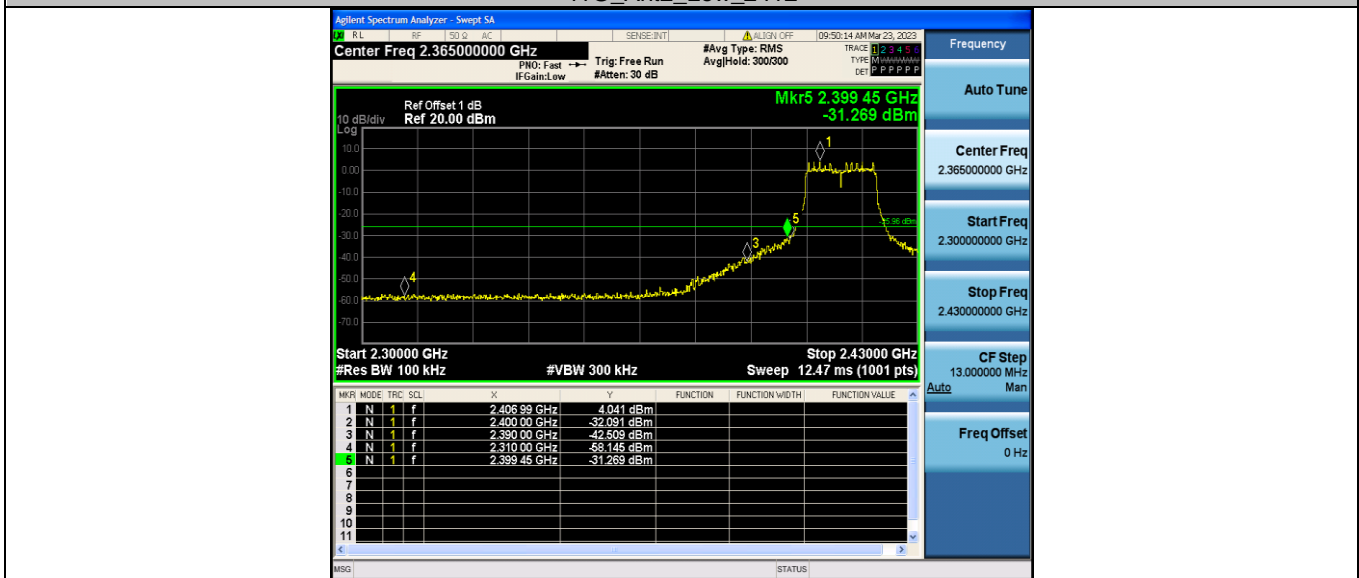 Agilent Spectrum Analyzer - Swept SA
RL RF 50 Ω AC SENSE:INT ALIGN OFF 09:50:14 AM Mar 23, 2023
Center Freq 2.365000000 GHz
PNO: Fast
IFGain:Low
Trig: Free Run
#Atten: 30 dB
#Avg Type: RMS
Avg|Hold: 300/300
TRACE 1 2 3 4 5 6
TYPE M
DET P P P P P P
Mkr5 2.399 45 GHz
-31.269 dBm
Ref Offset 1 dB
10 dB/div Ref 20.00 dBm
Log
10.0
0.00
-10.0
-20.0
-30.0
-40.0
-50.0
-60.0
-70.0
1
5
3
4
Start 2.30000 GHz Stop 2.43000 GHz
#Res BW 100 kHz #VBW 300 kHz Sweep 12.47 ms (1001 pts)
MKR MODE TRC SCL X Y FUNCTION FUNCTION WIDTH FUNCTION VALUE
1 N 1 f 2.406 99 GHz 4.041 dBm
2 N 1 f 2.400 00 GHz -32.091 dBm
3 N 1 f 2.390 00 GHz -42.509 dBm
4 N 1 f 2.310 00 GHz -58.145 dBm
5 N 1 f 2.399 45 GHz -31.269 dBm
6
7
8
9
10
11
MSG STATUS
Frequency
Auto Tune
Center Freq
2.365000000 GHz
Start Freq
2.300000000 GHz
Stop Freq
2.430000000 GHz
CF Step
13.000000 MHz
Auto Man
Freq Offset
0 Hz